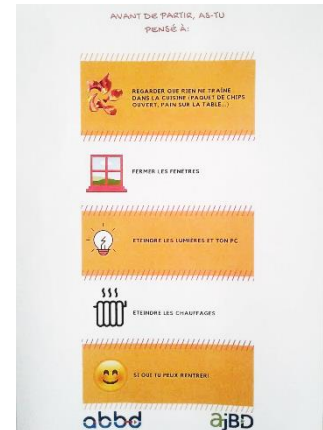 AVANT DE PARTIR, AS-TU
PENSÉ À:
REGARDER QUE RIEN NE TRAÎNE
DANS LA CUISINE (PAQUET DE CHIPS
OUVERT, PAIN SUR LA TABLE...)
FERMER LES FENÊTRES
ETEINDRE LES LUMIÈRES ET TON PC
ETEINDRE LES CHAUFFAGES
SI OUI TU PEUX RENTRER!
abbd
ajBD